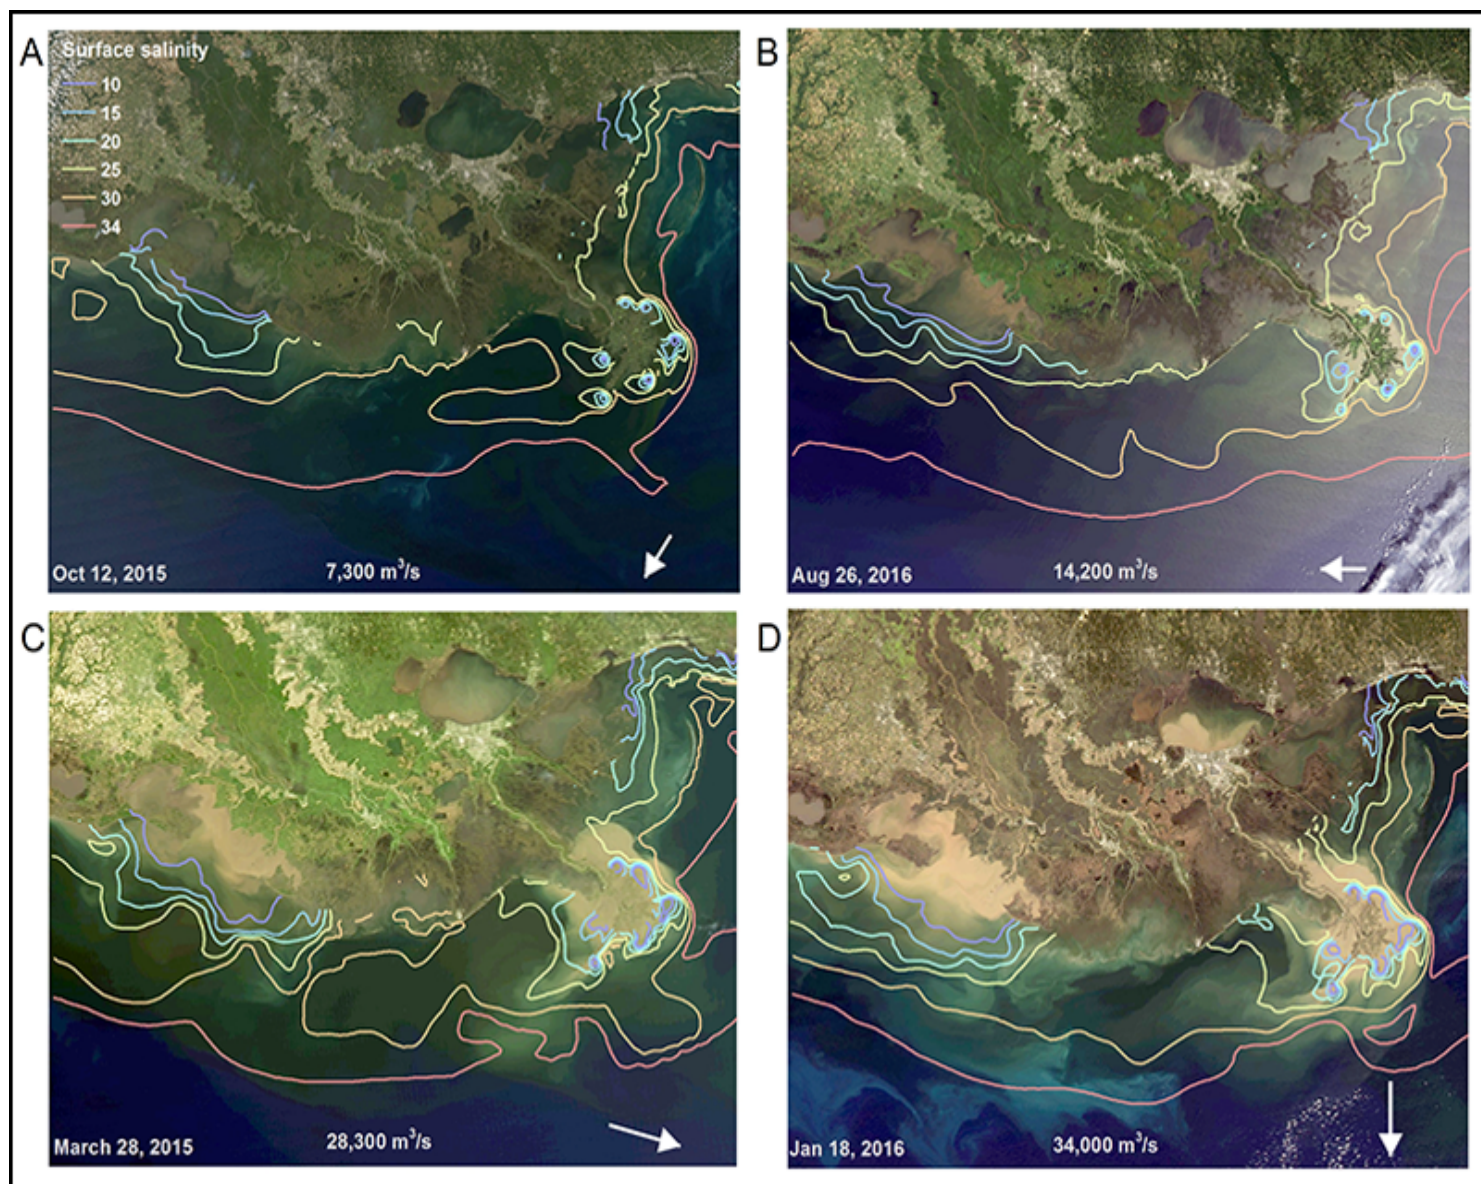 A
Surface salinity
10
15
20
25
30
34
Oct 12, 2015
7,300 m³/s
B
Aug 26, 2016
14,200 m³/s
C
March 28, 2015
28,300 m³/s
D
Jan 18, 2016
34,000 m³/s